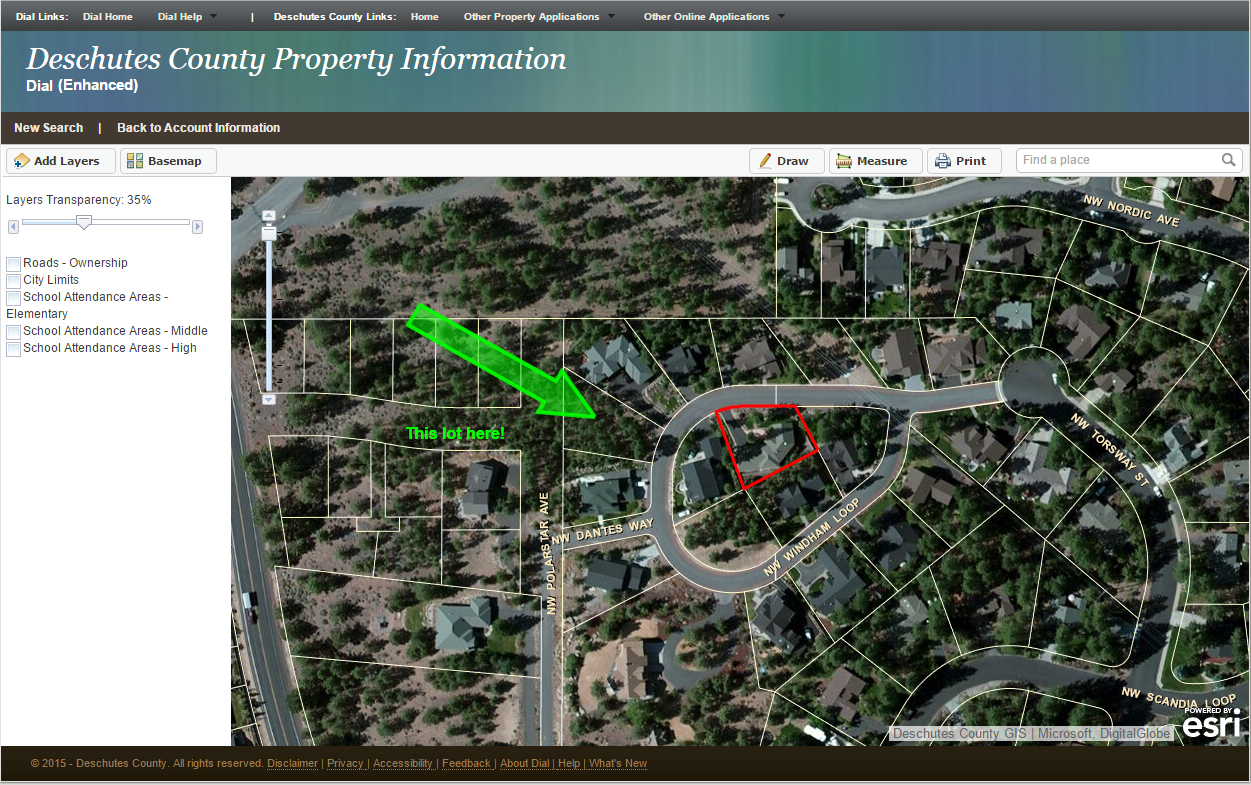 Dial Links: Dial Home Dial Help | Deschutes County Links: Home Other Property Applications Other Online Applications
Deschutes County Property Information
Dial (Enhanced)
New Search | Back to Account Information
Add Layers Basemap Draw Measure Print Find a place
Layers Transparency: 35%
Roads - Ownership
City Limits
School Attendance Areas -
Elementary
School Attendance Areas - Middle
School Attendance Areas - High
NW NORDIC AVE
This lot here!
NW TORSWAY ST
NW POLARSTAR AVE
NW DANTES WAY
NW WINDHAM LOOP
NW SCANDIA LOOP
POWERED BY
esri
Deschutes County GIS | Microsoft, DigitalGlobe
© 2015 - Deschutes County. All rights reserved. Disclaimer | Privacy | Accessibility | Feedback | About Dial | Help | What's New